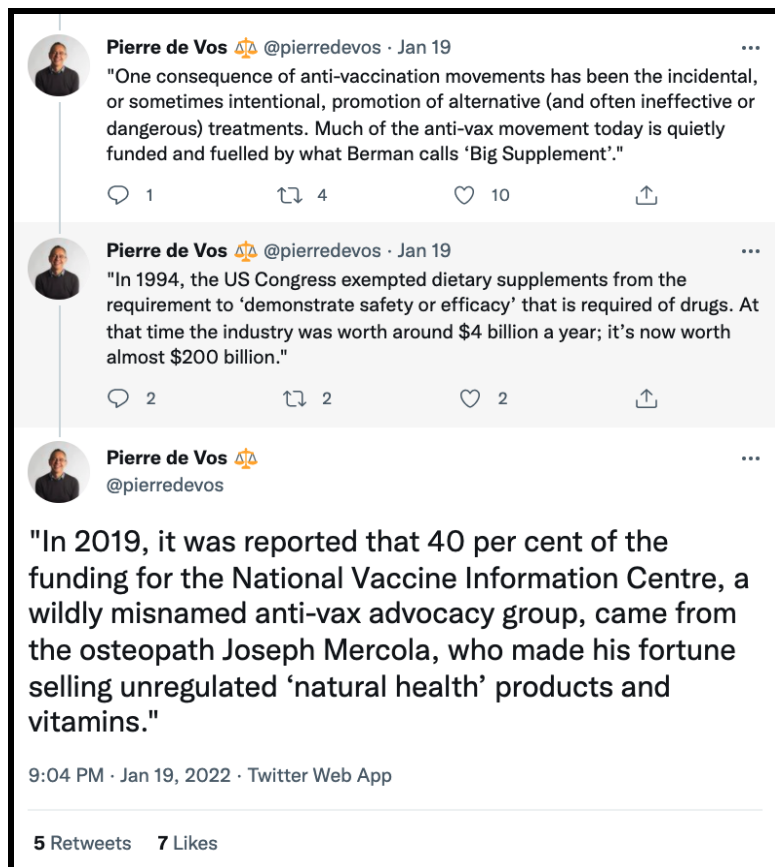 Pierre de Vos ⚖️ @pierredevos · Jan 19
"One consequence of anti-vaccination movements has been the incidental,
or sometimes intentional, promotion of alternative (and often ineffective or
dangerous) treatments. Much of the anti-vax movement today is quietly
funded and fuelled by what Berman calls ‘Big Supplement’."
1 4 10
Pierre de Vos ⚖️ @pierredevos · Jan 19
"In 1994, the US Congress exempted dietary supplements from the
requirement to ‘demonstrate safety or efficacy’ that is required of drugs. At
that time the industry was worth around $4 billion a year; it’s now worth
almost $200 billion."
2 2 2
Pierre de Vos ⚖️
@pierredevos
"In 2019, it was reported that 40 per cent of the
funding for the National Vaccine Information Centre, a
wildly misnamed anti-vax advocacy group, came from
the osteopath Joseph Mercola, who made his fortune
selling unregulated ‘natural health’ products and
vitamins."
9:04 PM · Jan 19, 2022 · Twitter Web App
5 Retweets 7 Likes